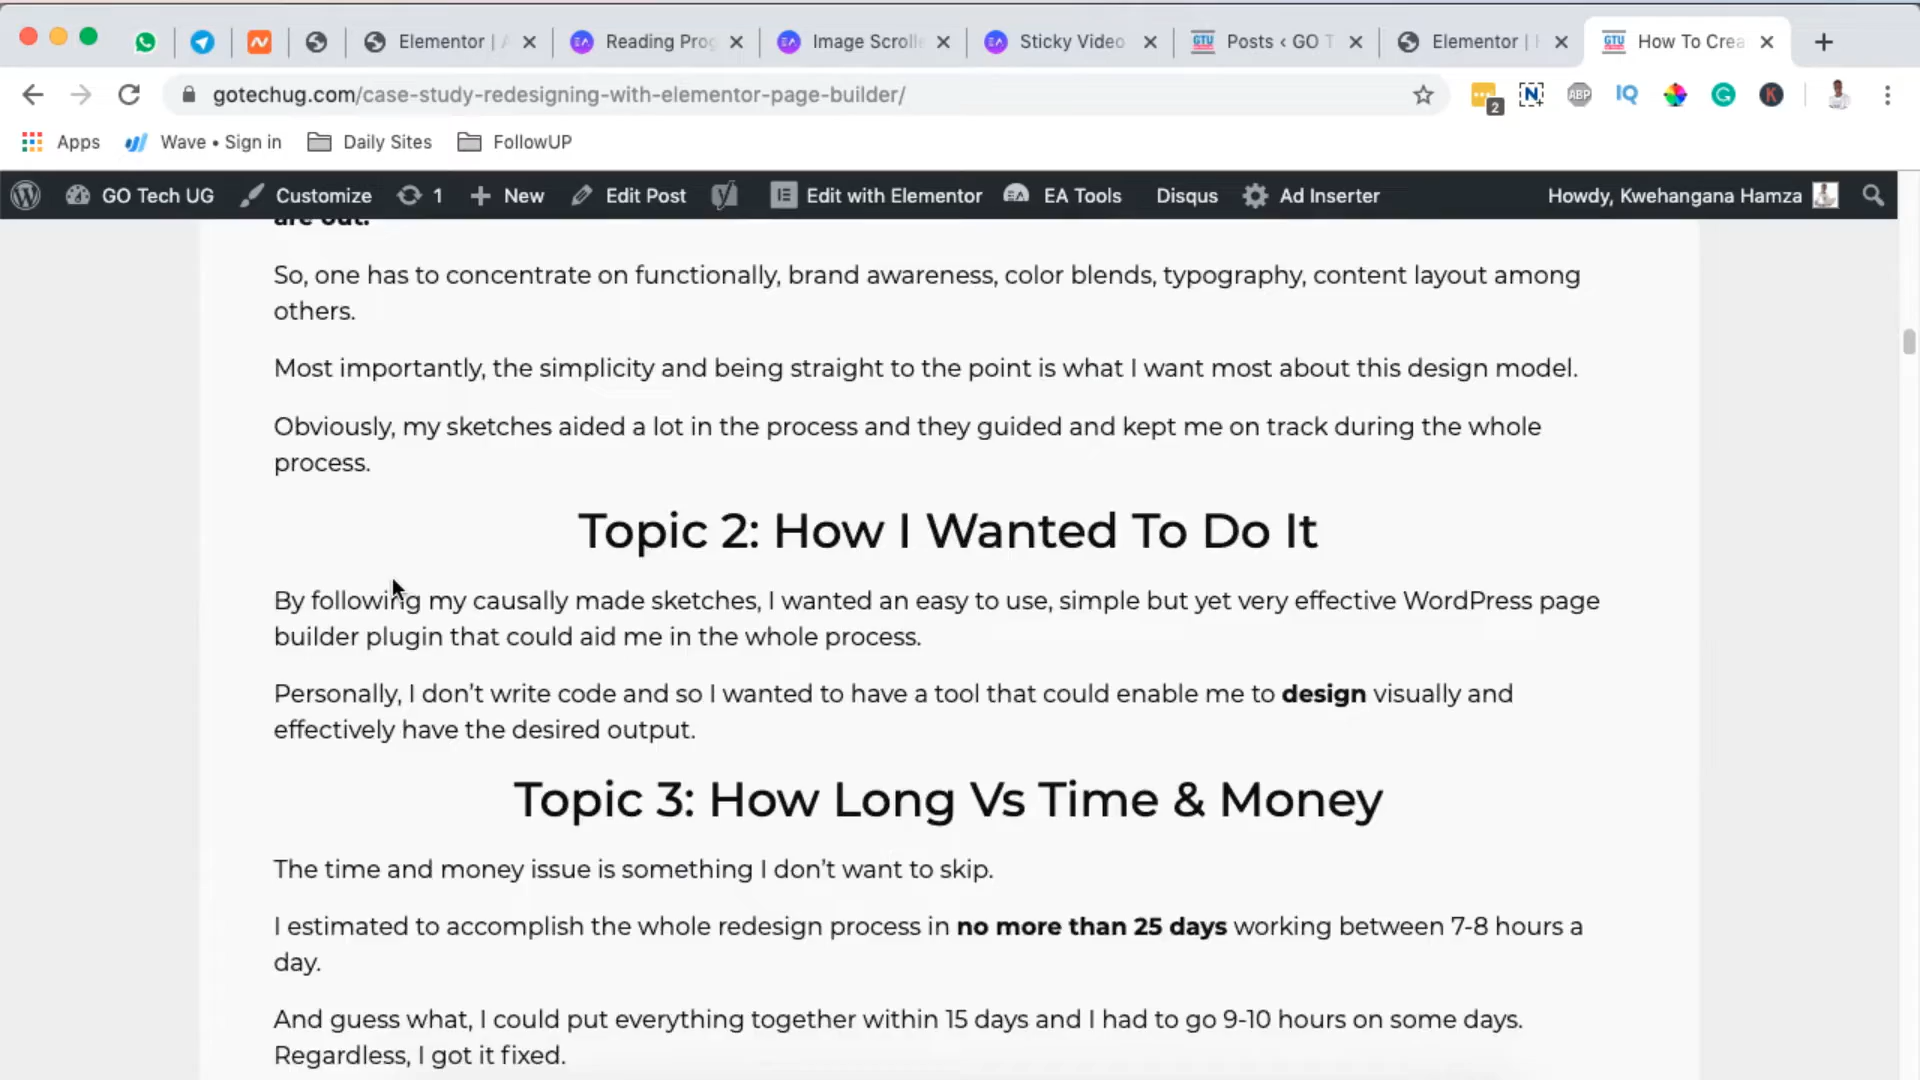 Elementor | A
Reading Prog
Image Scrolle
Sticky Video
Posts ‹ GO T
Elementor |
How To Crea
gotechug.com/case-study-redesigning-with-elementor-page-builder/
2
N
ABP
IQ
G
K
Apps
Wave • Sign in
Daily Sites
FollowUP
GO Tech UG
Customize
1
New
Edit Post
Edit with Elementor
EA Tools
Disqus
Ad Inserter
Howdy, Kwehangana Hamza
are out.
So, one has to concentrate on functionally, brand awareness, color blends, typography, content layout among
others.
Most importantly, the simplicity and being straight to the point is what I want most about this design model.
Obviously, my sketches aided a lot in the process and they guided and kept me on track during the whole
process.
Topic 2: How I Wanted To Do It
By following my causally made sketches, I wanted an easy to use, simple but yet very effective WordPress page
builder plugin that could aid me in the whole process.
Personally, I don’t write code and so I wanted to have a tool that could enable me to design visually and
effectively have the desired output.
Topic 3: How Long Vs Time & Money
The time and money issue is something I don’t want to skip.
I estimated to accomplish the whole redesign process in no more than 25 days working between 7-8 hours a
day.
And guess what, I could put everything together within 15 days and I had to go 9-10 hours on some days.
Regardless, I got it fixed.